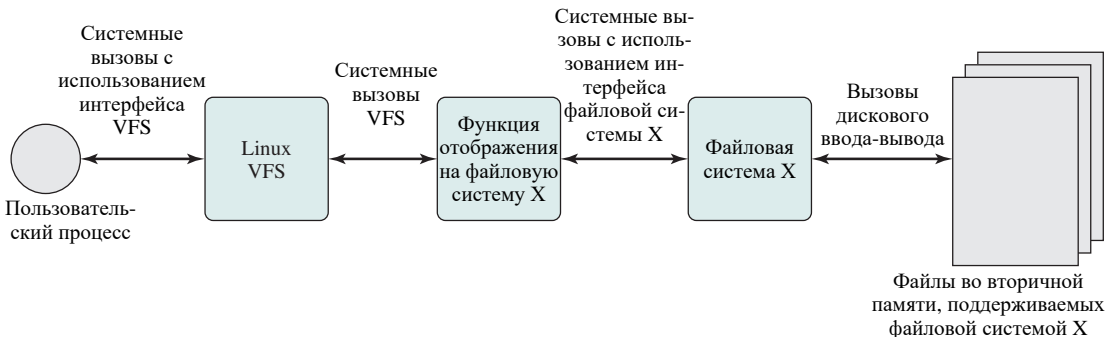 Системные
вызовы с
использованием
интерфейса
VFS
Пользователь-
ский процесс
Linux
VFS
Системные
вызовы
VFS
Функция
отображения
на файловую
систему X
Системные вы-
зовы с исполь-
зованием ин-
терфейса
файловой си-
стемы X
Файловая
система X
Вызовы
дискового
ввода-вывода
Файлы во вторичной
памяти, поддерживаемых
файловой системой X